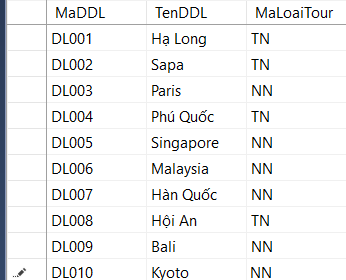 MaDDL TenDDL MaLoaiTour
DL001 Hạ Long TN
DL002 Sapa TN
DL003 Paris NN
DL004 Phú Quốc TN
DL005 Singapore NN
DL006 Malaysia NN
DL007 Hàn Quốc NN
DL008 Hội An TN
DL009 Bali NN
DL010 Kyoto NN